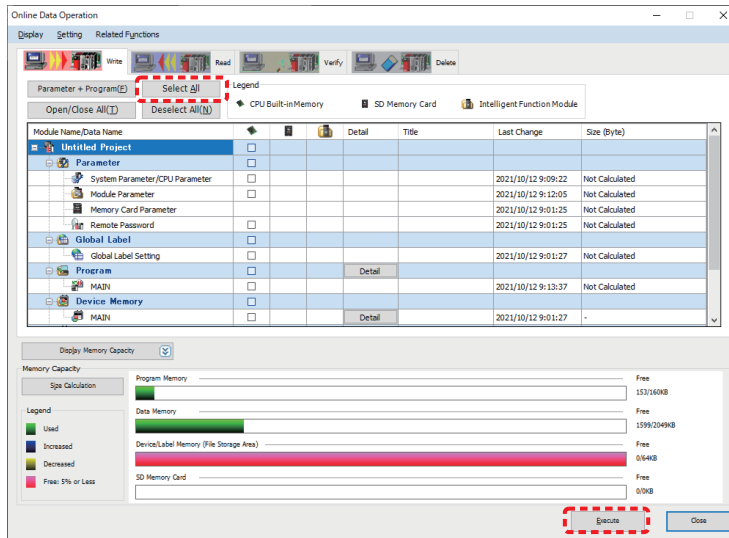 Online Data Operation
Display Setting Related Functions
Write Read Verify Delete
Parameter + Program(F) Select All Legend
Open/Close All(T) Deselect All(N) CPU Built-in Memory SD Memory Card Intelligent Function Module
Module Name/Data Name Detail Title Last Change Size (Byte)
Untitled Project
Parameter
System Parameter/CPU Parameter 2021/10/12 9:09:22 Not Calculated
Module Parameter 2021/10/12 9:12:05 Not Calculated
Memory Card Parameter 2021/10/12 9:01:25 Not Calculated
Remote Password 2021/10/12 9:01:25 Not Calculated
Global Label
Global Label Setting 2021/10/12 9:01:27 Not Calculated
Program Detail
MAIN 2021/10/12 9:13:37 Not Calculated
Device Memory
MAIN Detail 2021/10/12 9:01:27 -
Display Memory Capacity
Memory Capacity
Size Calculation Program Memory Free
153/160KB
Legend Data Memory Free
Used 1599/2049KB
Increased Device/Label Memory (File Storage Area) Free
Decreased 0/64KB
Free: 5% or Less SD Memory Card Free
0/0KB
Execute Close